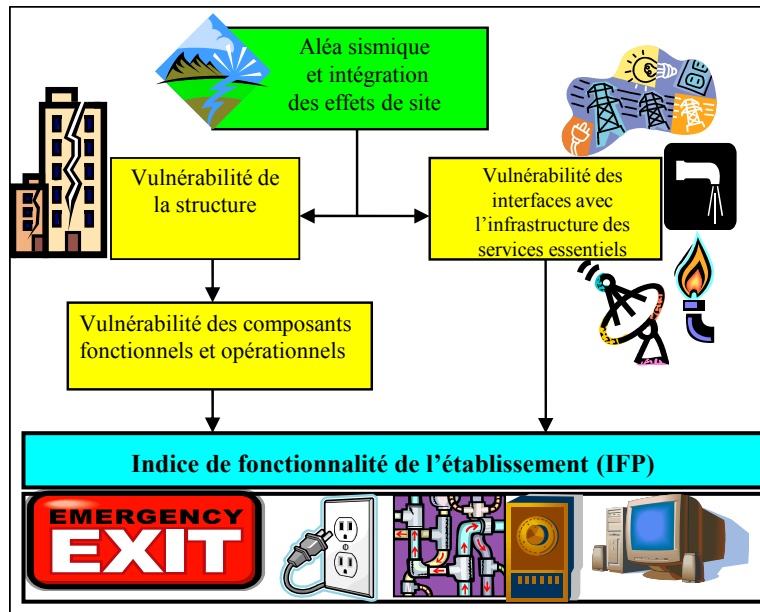 Aléa sismique
et intégration
des effets de site
Vulnérabilité de
la structure
Vulnérabilité des
interfaces avec
l’infrastructure des
services essentiels
Vulnérabilité des composants
fonctionnels et opérationnels
Indice de fonctionnalité de l’établissement (IFP)
EMERGENCY
EXIT